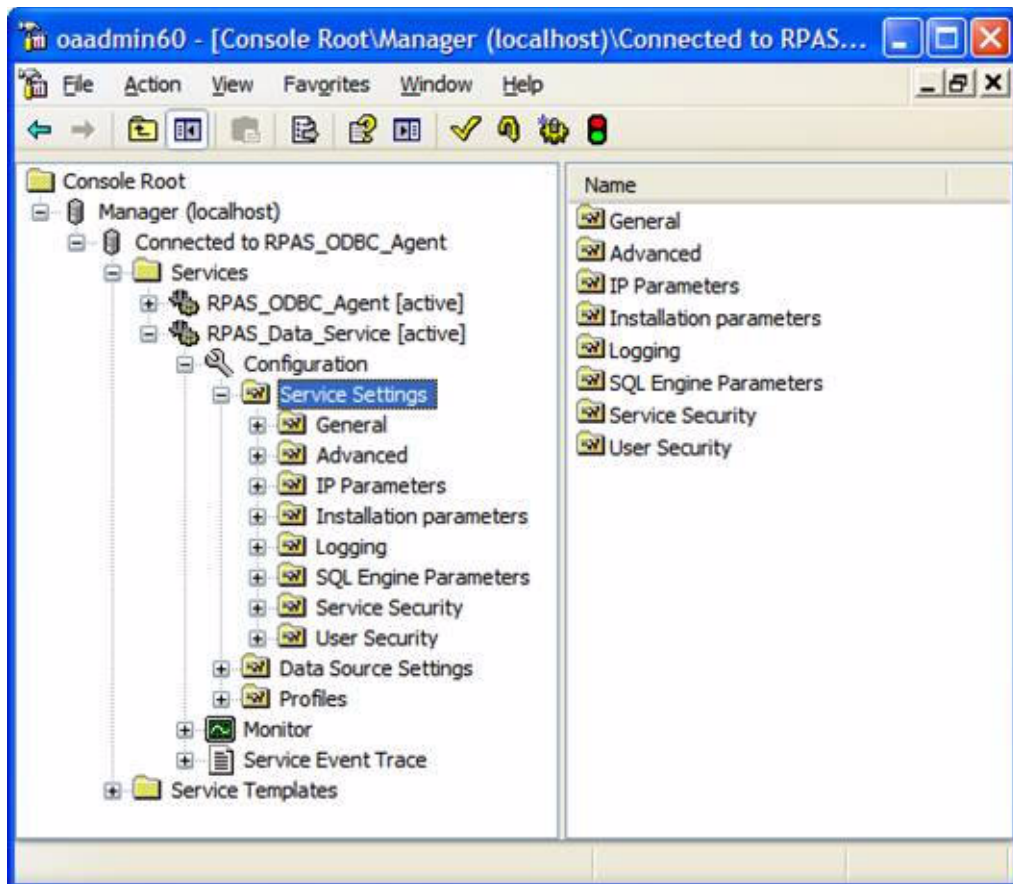 oaadmin60 - [Console Root\Manager (localhost)\Connected to RPAS...
File Action View Favorites Window Help
Console Root
Manager (localhost)
Connected to RPAS_ODBC_Agent
Services
RPAS_ODBC_Agent [active]
RPAS_Data_Service [active]
Configuration
Service Settings
General
Advanced
IP Parameters
Installation parameters
Logging
SQL Engine Parameters
Service Security
User Security
Data Source Settings
Profiles
Monitor
Service Event Trace
Service Templates
Name
General
Advanced
IP Parameters
Installation parameters
Logging
SQL Engine Parameters
Service Security
User Security